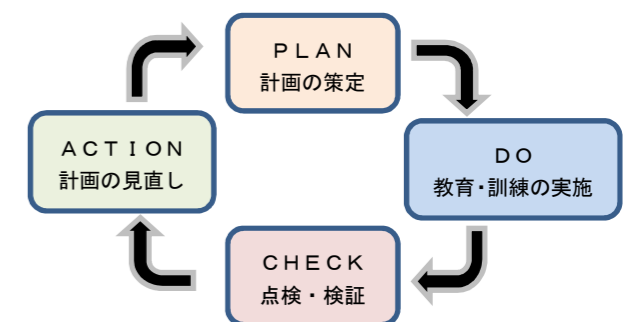 ＰＬＡＮ
計画の策定
ＤＯ
教育・訓練の実施
ＣＨＥＣＫ
点検・検証
ＡＣＴＩＯＮ
計画の見直し